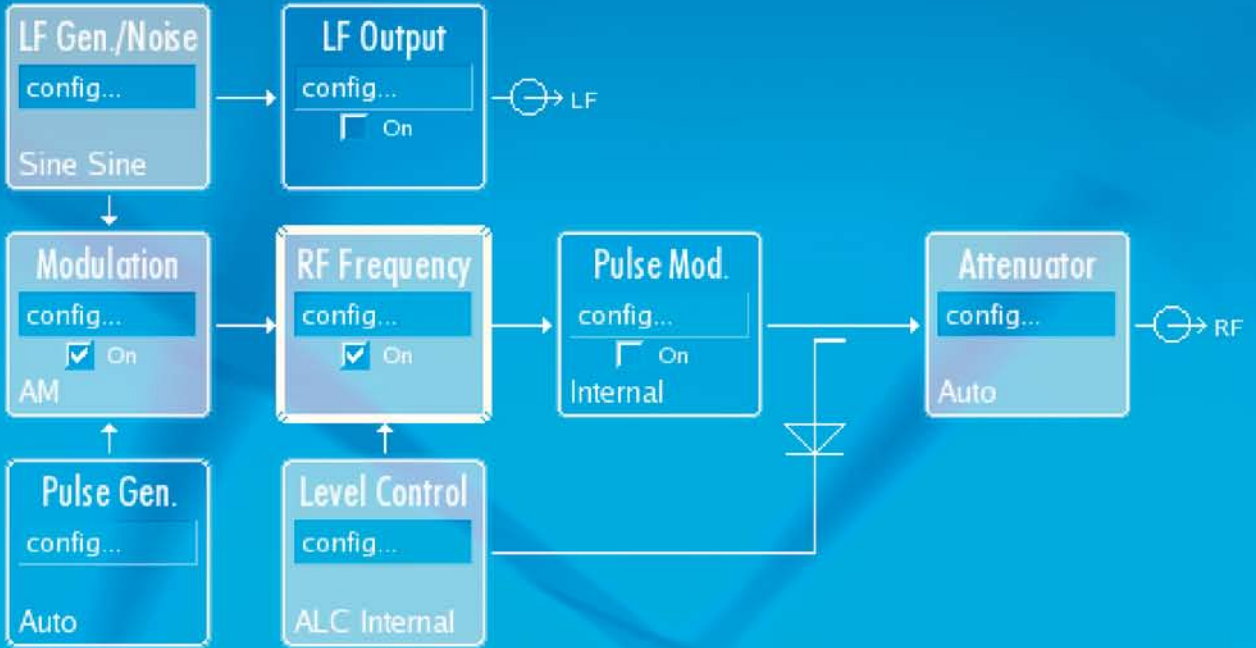 LF Gen./Noise
config...
Sine Sine
LF Output
config...
On
LF
Modulation
config...
On
AM
RF Frequency
config...
On
Pulse Mod.
config...
On
Internal
Attenuator
config...
Auto
RF
Pulse Gen.
config...
Auto
Level Control
config...
ALC Internal